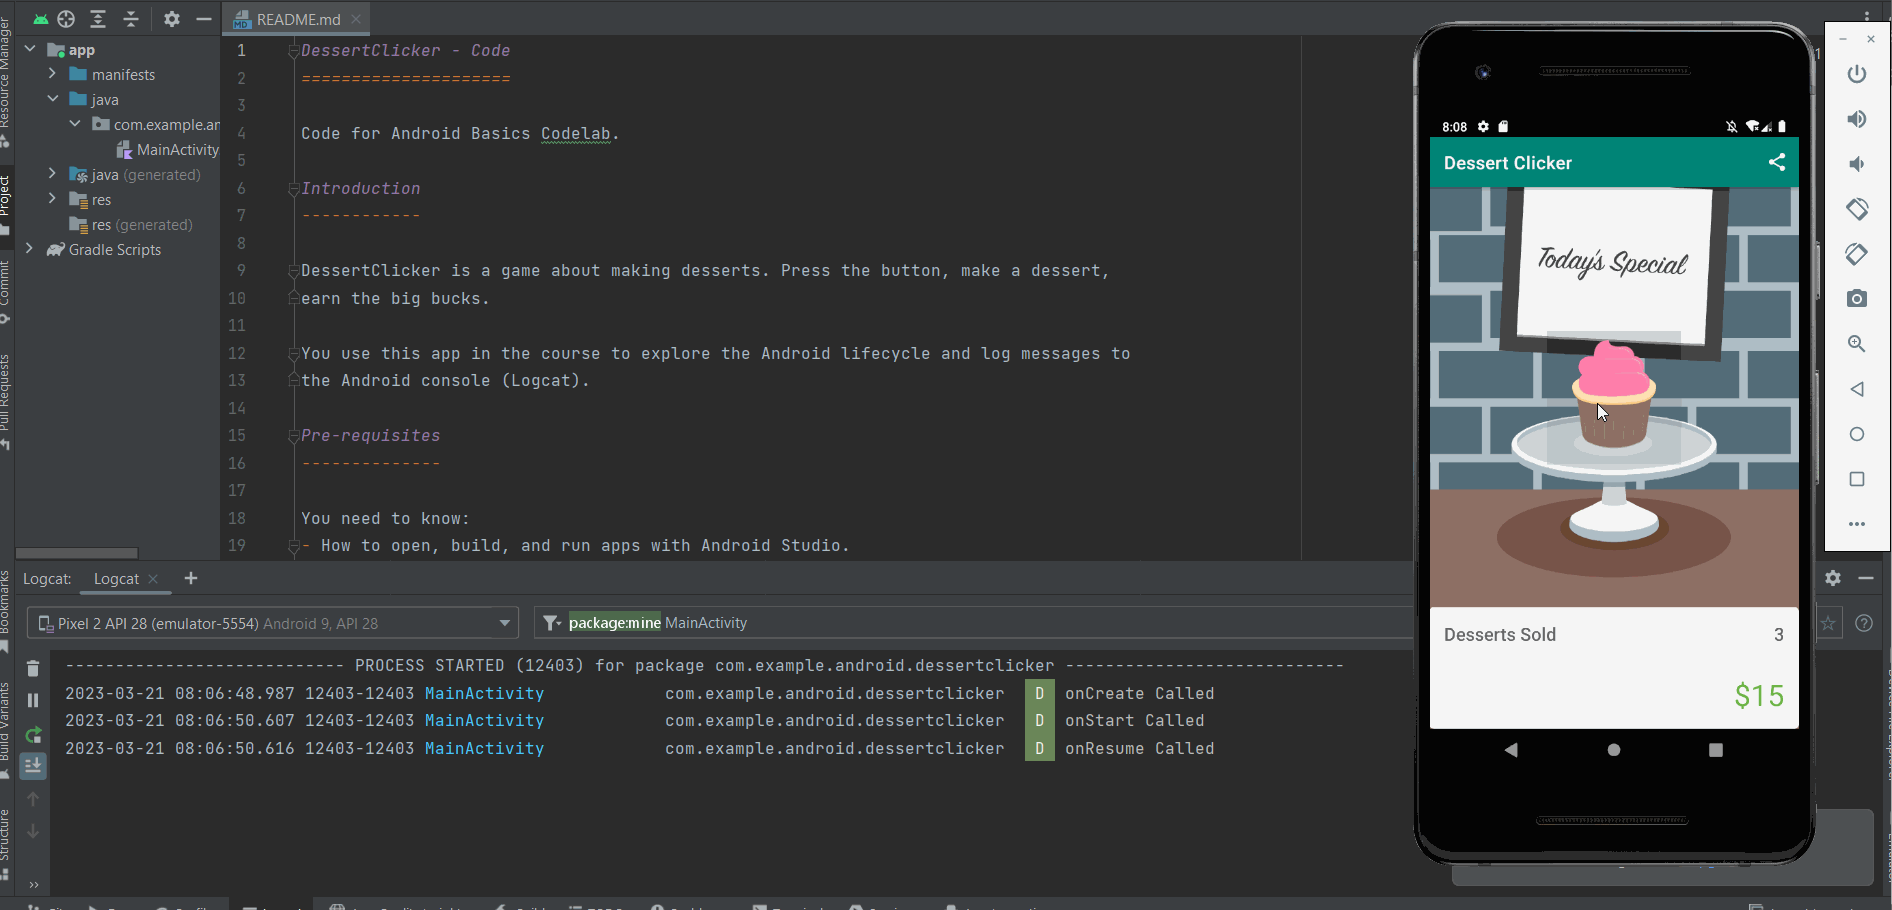 README.md
app
manifests
java
com.example.an
MainActivity
java (generated)
res
res (generated)
Gradle Scripts
Resource Manager
Project
Commit
Pull Requests
Bookmarks
Build Variants
Structure
1 DessertClicker - Code
2 =====================
3
4 Code for Android Basics Codelab.
5
6 Introduction
7 ------------
8
9 DessertClicker is a game about making desserts. Press the button, make a dessert,
10 earn the big bucks.
11
12 You use this app in the course to explore the Android lifecycle and log messages to
13 the Android console (Logcat).
14
15 Pre-requisites
16 --------------
17
18 You need to know:
19 - How to open, build, and run apps with Android Studio.
Logcat: Logcat
Pixel 2 API 28 (emulator-5554) Android 9, API 28
package:mine MainActivity
---------------------------- PROCESS STARTED (12403) for package com.example.android.dessertclicker ----------------------------
2023-03-21 08:06:48.987 12403-12403 MainActivity com.example.android.dessertclicker D onCreate Called
2023-03-21 08:06:50.607 12403-12403 MainActivity com.example.android.dessertclicker D onStart Called
2023-03-21 08:06:50.616 12403-12403 MainActivity com.example.android.dessertclicker D onResume Called
8:08
Dessert Clicker
Today's Special
Desserts Sold 3
$15